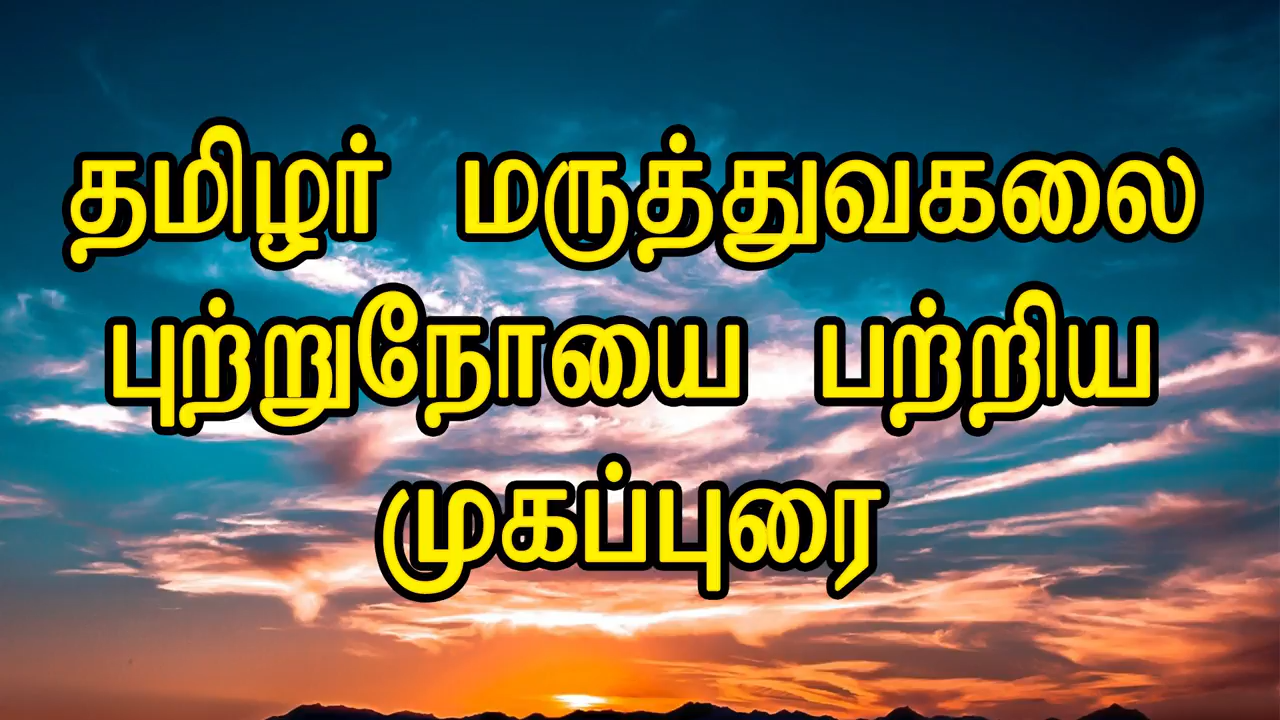 தமிழர் மருத்துவகலை
புற்றுநோயை பற்றிய
முகப்புரை